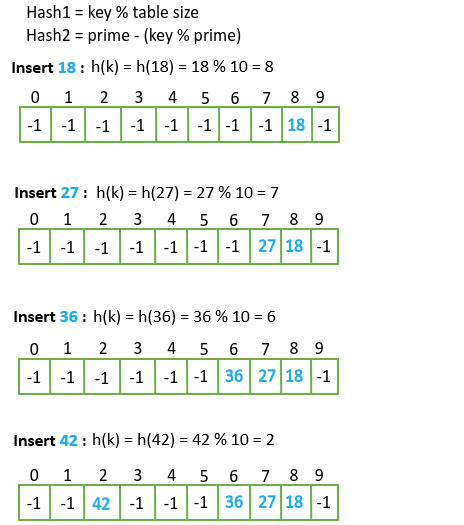 Hash1 = key % table size
Hash2 = prime - (key % prime)
Insert 18 : h(k) = h(18) = 18 % 10 = 8
0 1 2 3 4 5 6 7 8 9
-1 -1 -1 -1 -1 -1 -1 -1 18 -1
Insert 27 : h(k) = h(27) = 27 % 10 = 7
0 1 2 3 4 5 6 7 8 9
-1 -1 -1 -1 -1 -1 -1 27 18 -1
Insert 36 : h(k) = h(36) = 36 % 10 = 6
0 1 2 3 4 5 6 7 8 9
-1 -1 -1 -1 -1 -1 36 27 18 -1
Insert 42 : h(k) = h(42) = 42 % 10 = 2
0 1 2 3 4 5 6 7 8 9
-1 -1 42 -1 -1 -1 36 27 18 -1